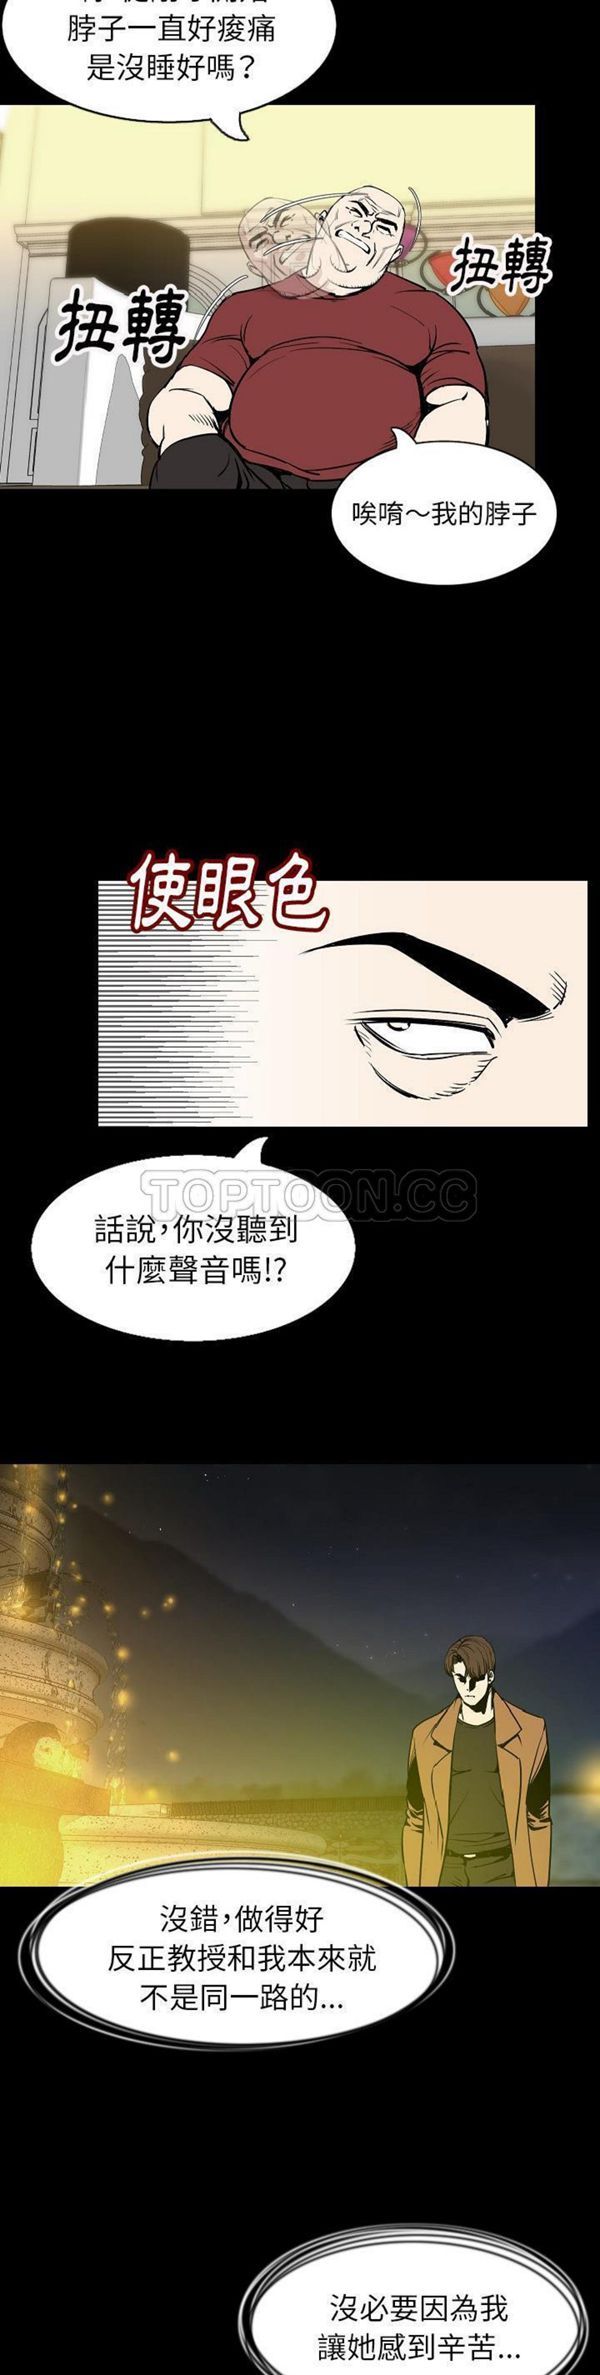 脖子一直好痠痛
是沒睡好嗎？
扭轉
扭轉
唉唷～我的脖子
使眼色
TOPTOON.CC
話說，你沒聽到
什麼聲音嗎!?
沒錯，做得好
反正教授和我本來就
不是同一路的…
沒必要因為我
讓她感到辛苦…